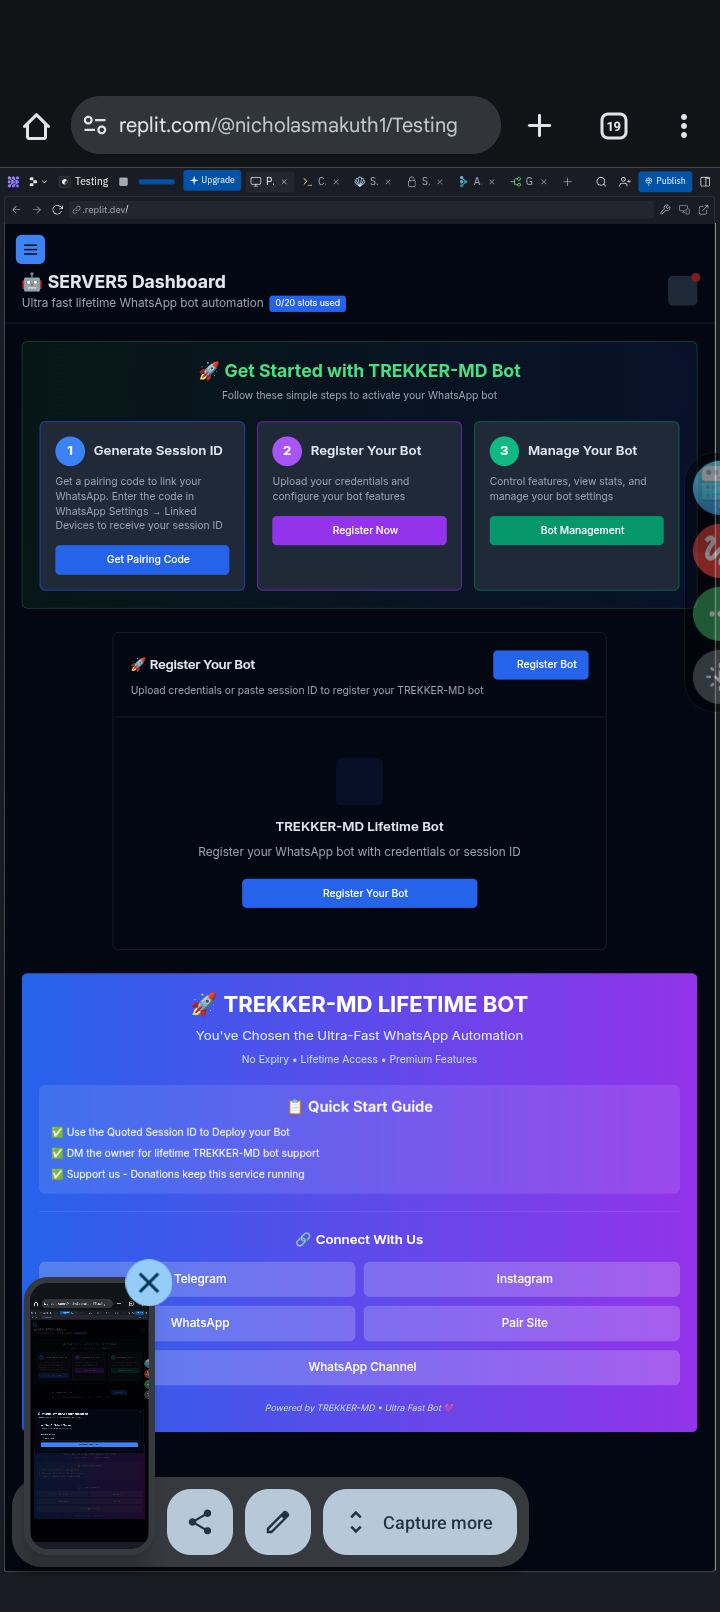 replit.com/@nicholasmakuth1/Testing
19
Testing
Upgrade
P.
C.
S.
S.
A.
G
Publish
.replit.dev/
🤖 SERVER5 Dashboard
Ultra fast lifetime WhatsApp bot automation
0/20 slots used
🚀 Get Started with TREKKER-MD Bot
Follow these simple steps to activate your WhatsApp bot
1 Generate Session ID
Get a pairing code to link your
WhatsApp. Enter the code in
WhatsApp Settings → Linked
Devices to receive your session ID
Get Pairing Code
2 Register Your Bot
Upload your credentials and
configure your bot features
Register Now
3 Manage Your Bot
Control features, view stats, and
manage your bot settings
Bot Management
🚀 Register Your Bot
Register Bot
Upload credentials or paste session ID to register your TREKKER-MD bot
TREKKER-MD Lifetime Bot
Register your WhatsApp bot with credentials or session ID
Register Your Bot
🚀 TREKKER-MD LIFETIME BOT
You've Chosen the Ultra-Fast WhatsApp Automation
No Expiry • Lifetime Access • Premium Features
📋 Quick Start Guide
✅ Use the Quoted Session ID to Deploy your Bot
✅ DM the owner for lifetime TREKKER-MD bot support
✅ Support us - Donations keep this service running
🔗 Connect With Us
Telegram
Instagram
WhatsApp
Pair Site
WhatsApp Channel
Powered by TREKKER-MD • Ultra Fast Bot 💜
Capture more